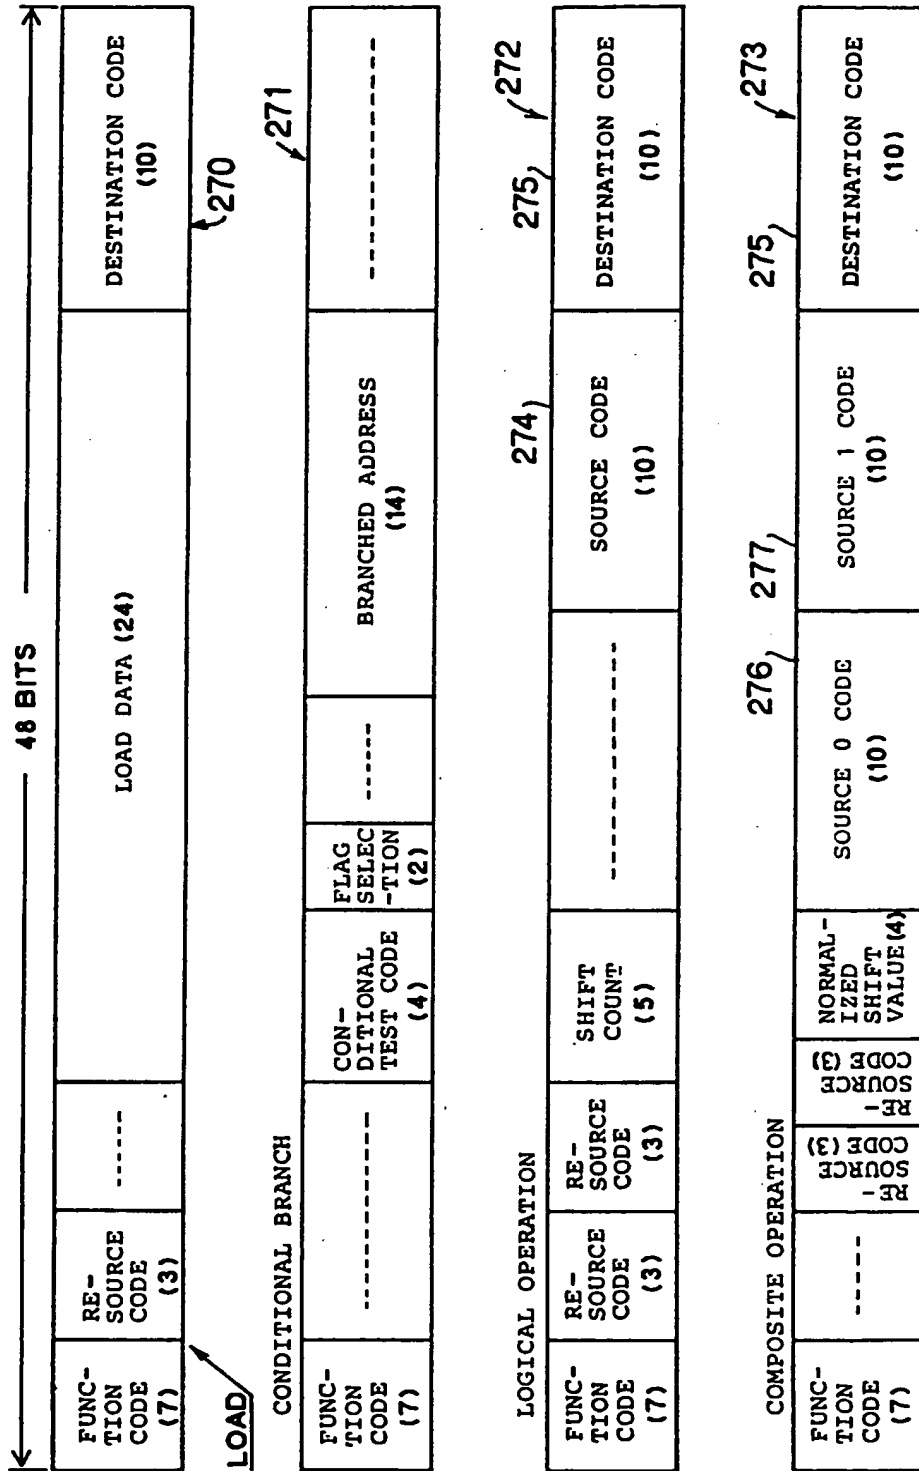 48 BITS
FUNC-
TION
CODE
(7)
RE-
SOURCE
CODE
(3)
------
LOAD DATA (24)
DESTINATION CODE
(10)
LOAD
270
CONDITIONAL BRANCH
271
FUNC-
TION
CODE
(7)
-----------
CON-
DITIONAL
TEST CODE
(4)
FLAG
SELEC
-TION
(2)
------
BRANCHED ADDRESS
(14)
-------------
LOGICAL OPERATION
274
275
272
FUNC-
TION
CODE
(7)
RE-
SOURCE
CODE
(3)
RE-
SOURCE
CODE
(3)
SHIFT
COUNT
(5)
-------------
SOURCE CODE
(10)
DESTINATION CODE
(10)
COMPOSITE OPERATION
276
277
275
273
FUNC-
TION
CODE
(7)
-----
RE-
SOURCE
CODE (3)
RE-
SOURCE
CODE (3)
NORMAL-
IZED
SHIFT
VALUE(4)
SOURCE 0 CODE
(10)
SOURCE 1 CODE
(10)
DESTINATION CODE
(10)